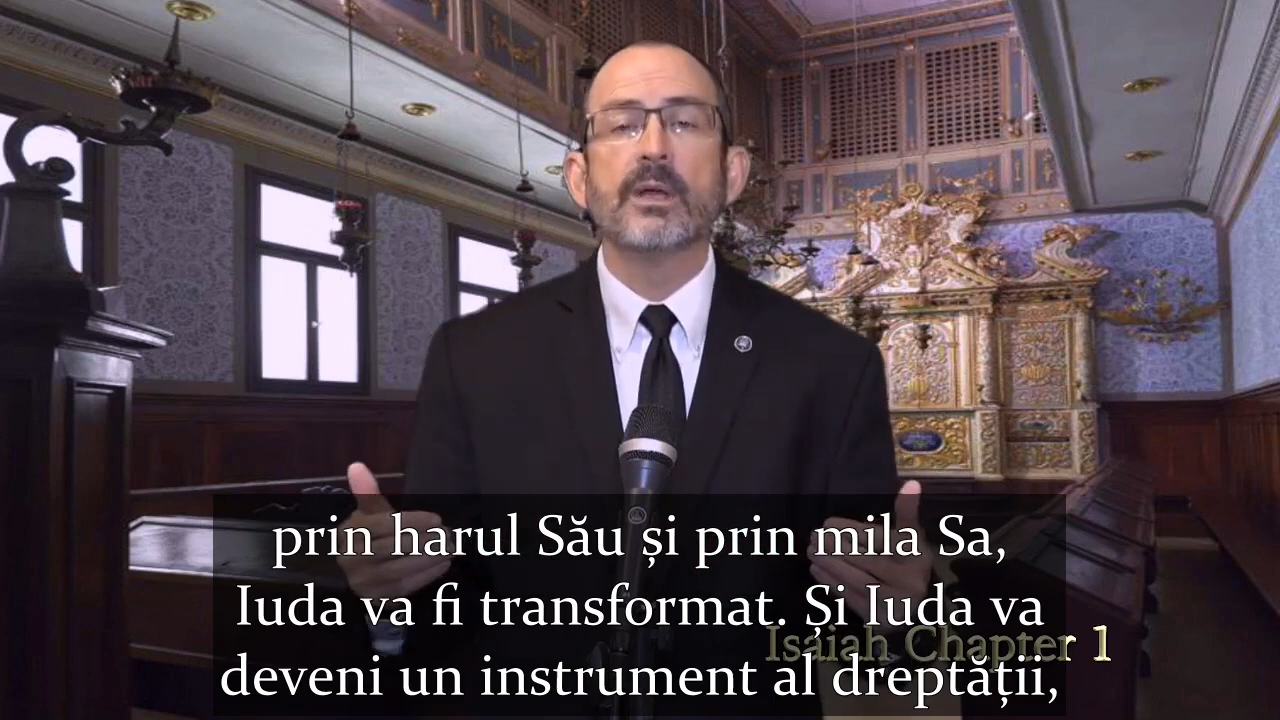 prin harul Său și prin mila Sa,
Iuda va fi transformat. Și Iuda va
Isaiah Chapter 1
deveni un instrument al dreptății,